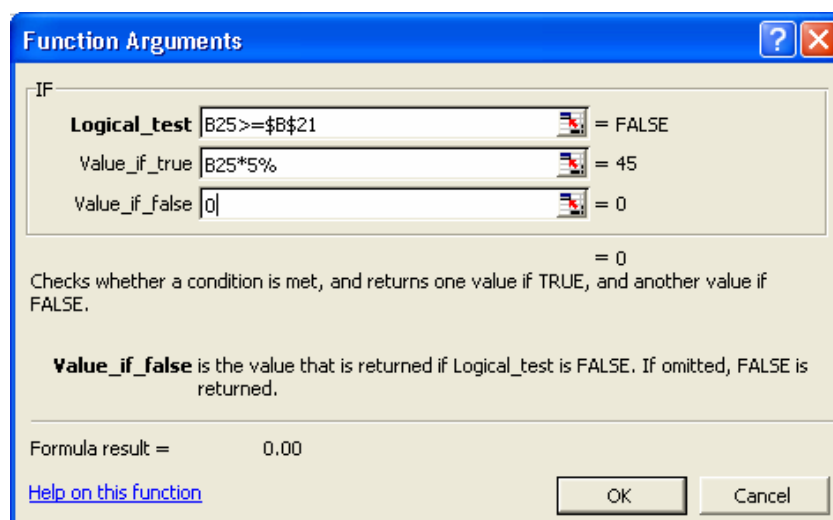 Function Arguments
IF
Logical_test B25>=$B$21 = FALSE
Value_if_true B25*5% = 45
Value_if_false 0 = 0
= 0
Checks whether a condition is met, and returns one value if TRUE, and another value if
FALSE.
Value_if_false is the value that is returned if Logical_test is FALSE. If omitted, FALSE is
returned.
Formula result = 0.00
Help on this function OK Cancel